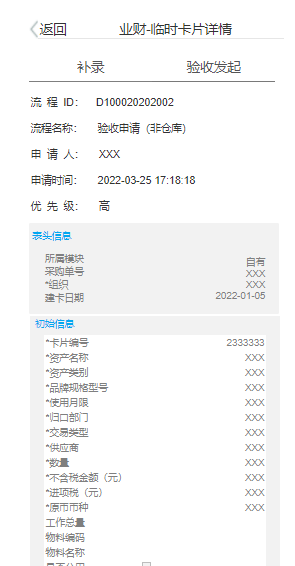 返回 业财-临时卡片详情
补录 验收发起
流 程 ID： D100020202002
流程名称： 验收申请（非仓库）
申 请 人： XXX
申请时间： 2022-03-25 17:18:18
优 先 级： 高
表头信息
所属模块 自有
采购单号 XXX
*组织 XXX
建卡日期 2022-01-05
初始信息
*卡片编号 2333333
*资产名称 XXX
*资产类别 XXX
*品牌规格型号 XXX
*使用月限 XXX
*归口部门 XXX
*交易类型 XXX
*供应商 XXX
*数量 XXX
*不含税金额（元） XXX
*进项税（元） XXX
*原币币种 XXX
工作总量
物料编码
物料名称